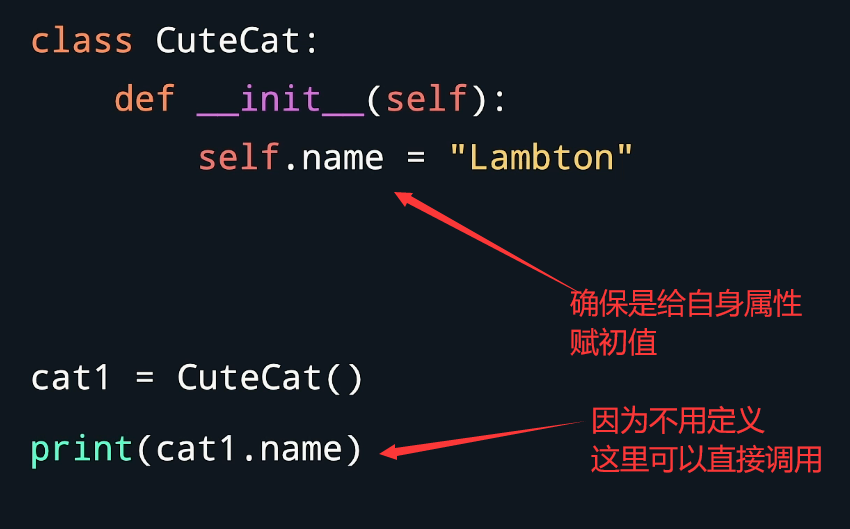 class CuteCat:
def __init__(self):
self.name = "Lambton"
确保是给自身属性
赋初值
cat1 = CuteCat()
因为不用定义
print(cat1.name)
这里可以直接调用